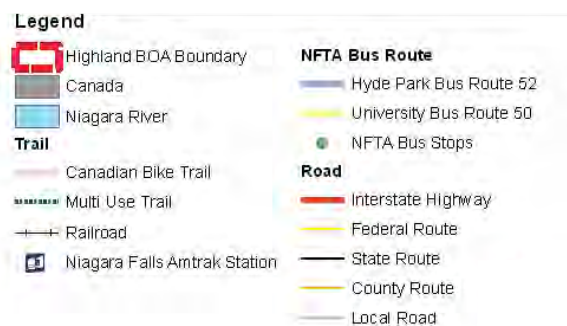 Legend
Highland BOA Boundary
Canada
Niagara River
Trail
Canadian Bike Trail
Multi Use Trail
Railroad
Niagara Falls Amtrak Station
NFTA Bus Route
Hyde Park Bus Route 52
University Bus Route 50
NFTA Bus Stops
Road
Interstate Highway
Federal Route
State Route
County Route
Local Road